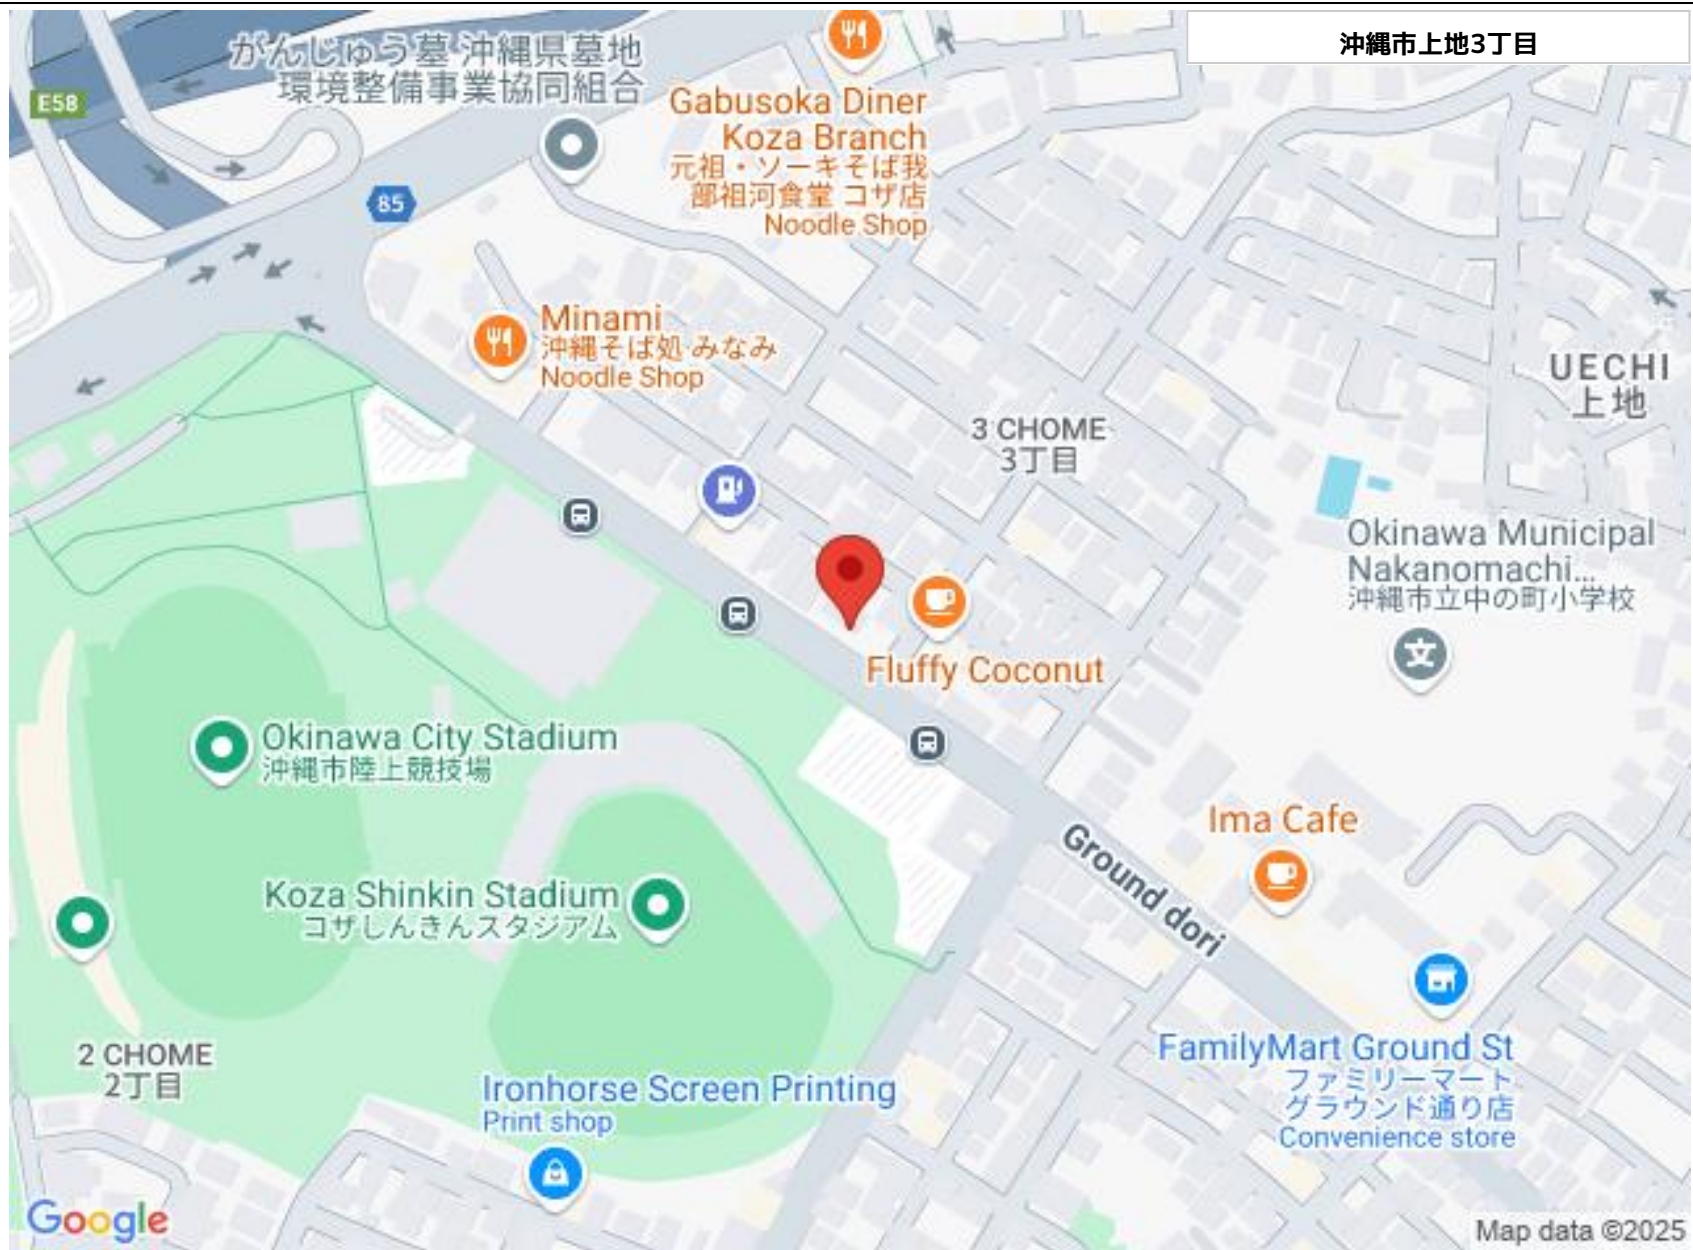 沖縄市上地3丁目
がんじゅう墓 沖縄県墓地
環境整備事業協同組合
E58
85
Gabusoka Diner
Koza Branch
元祖・ソーキそば我
部祖河食堂 コザ店
Noodle Shop
Minami
沖縄そば処 みなみ
Noodle Shop
UECHI
上地
3 CHOME
3丁目
Okinawa Municipal
Nakanomachi...
沖縄市立中の町小学校
文
Fluffy Coconut
Okinawa City Stadium
沖縄市陸上競技場
Ima Cafe
Ground dori
Koza Shinkin Stadium
コザしんきんスタジアム
2 CHOME
2丁目
FamilyMart Ground St
ファミリーマート
グラウンド通り店
Convenience store
Ironhorse Screen Printing
Print shop
Google
Map data ©2025